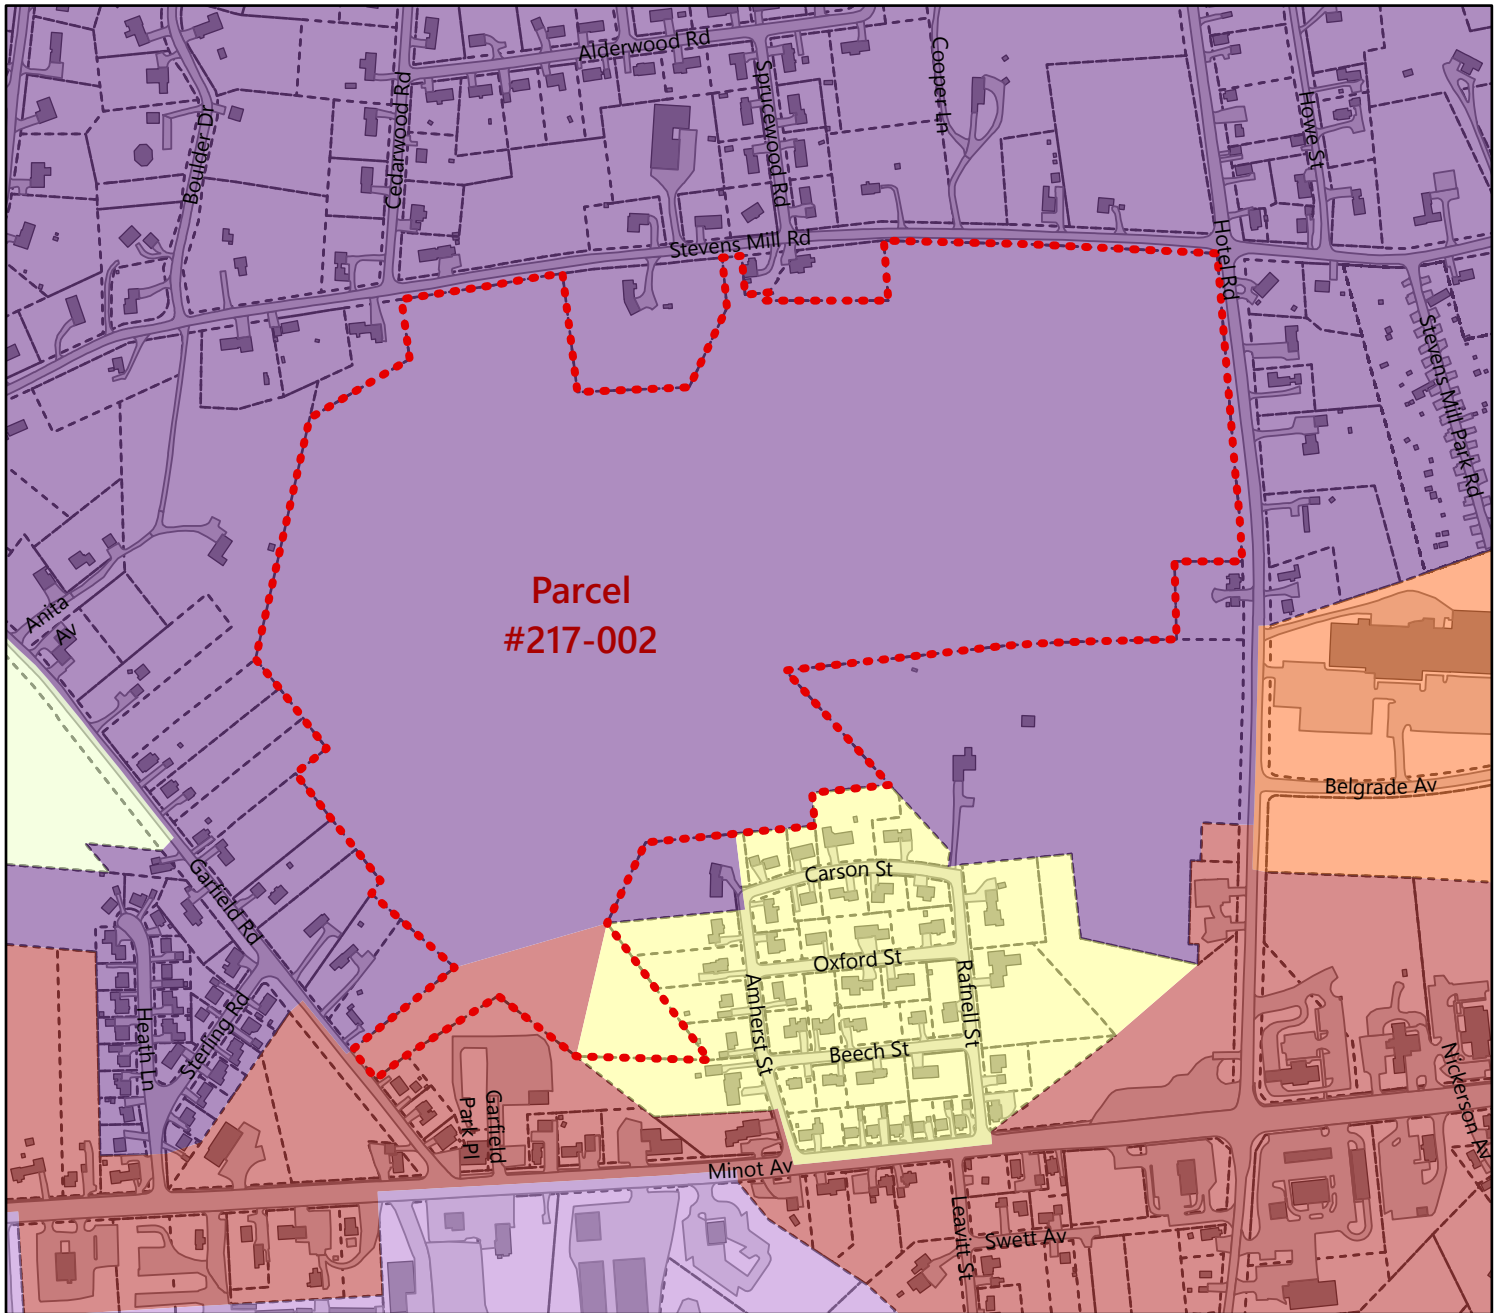 Alderwood Rd
Cooper Ln
Sprucewood Rd
Cedarwood Rd
Boulder Dr
Howe St
Stevens Mill Rd
Hotel Rd
Stevens Mill Park Rd
Parcel
#217-002
Anita
Av
Belgrade Av
Garfield Rd
Carson St
Oxford St
Rafnell St
Amherst St
Beech St
Heath Ln
Sterling Rd
Nickerson Av
Garfield
Park Pl
Minot Av
Leavitt St
Swett Av